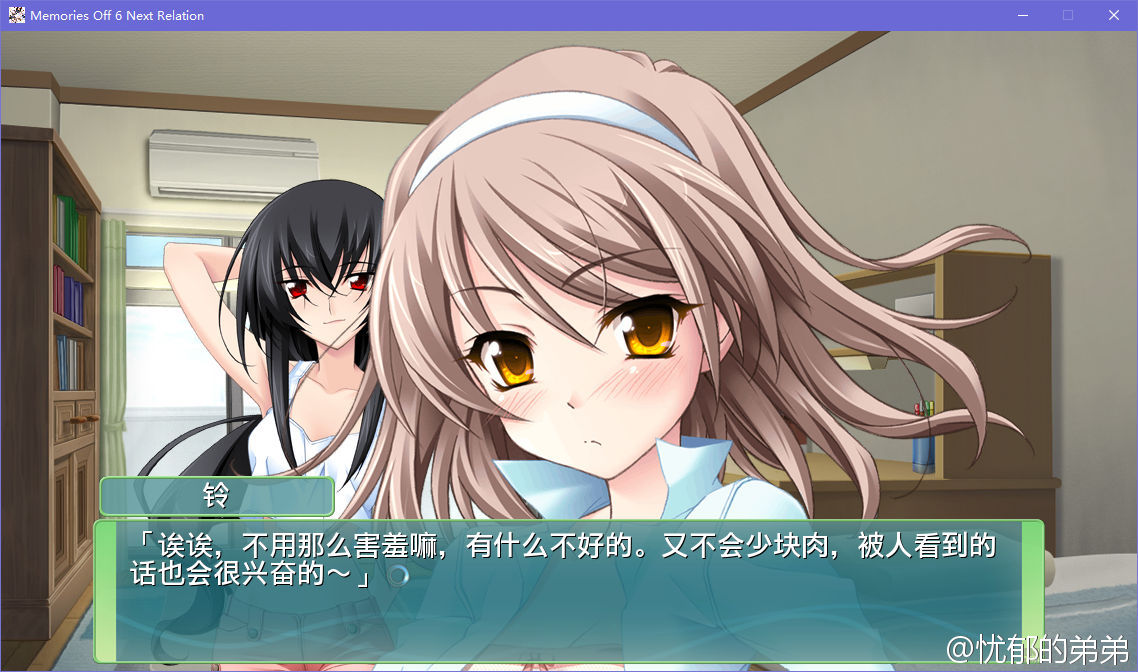 Memories Off 6 Next Relation
铃
「诶诶，不用那么害羞嘛，有什么不好的。又不会少块肉，被人看到的
话也会很兴奋的～」
@忧郁的弟弟